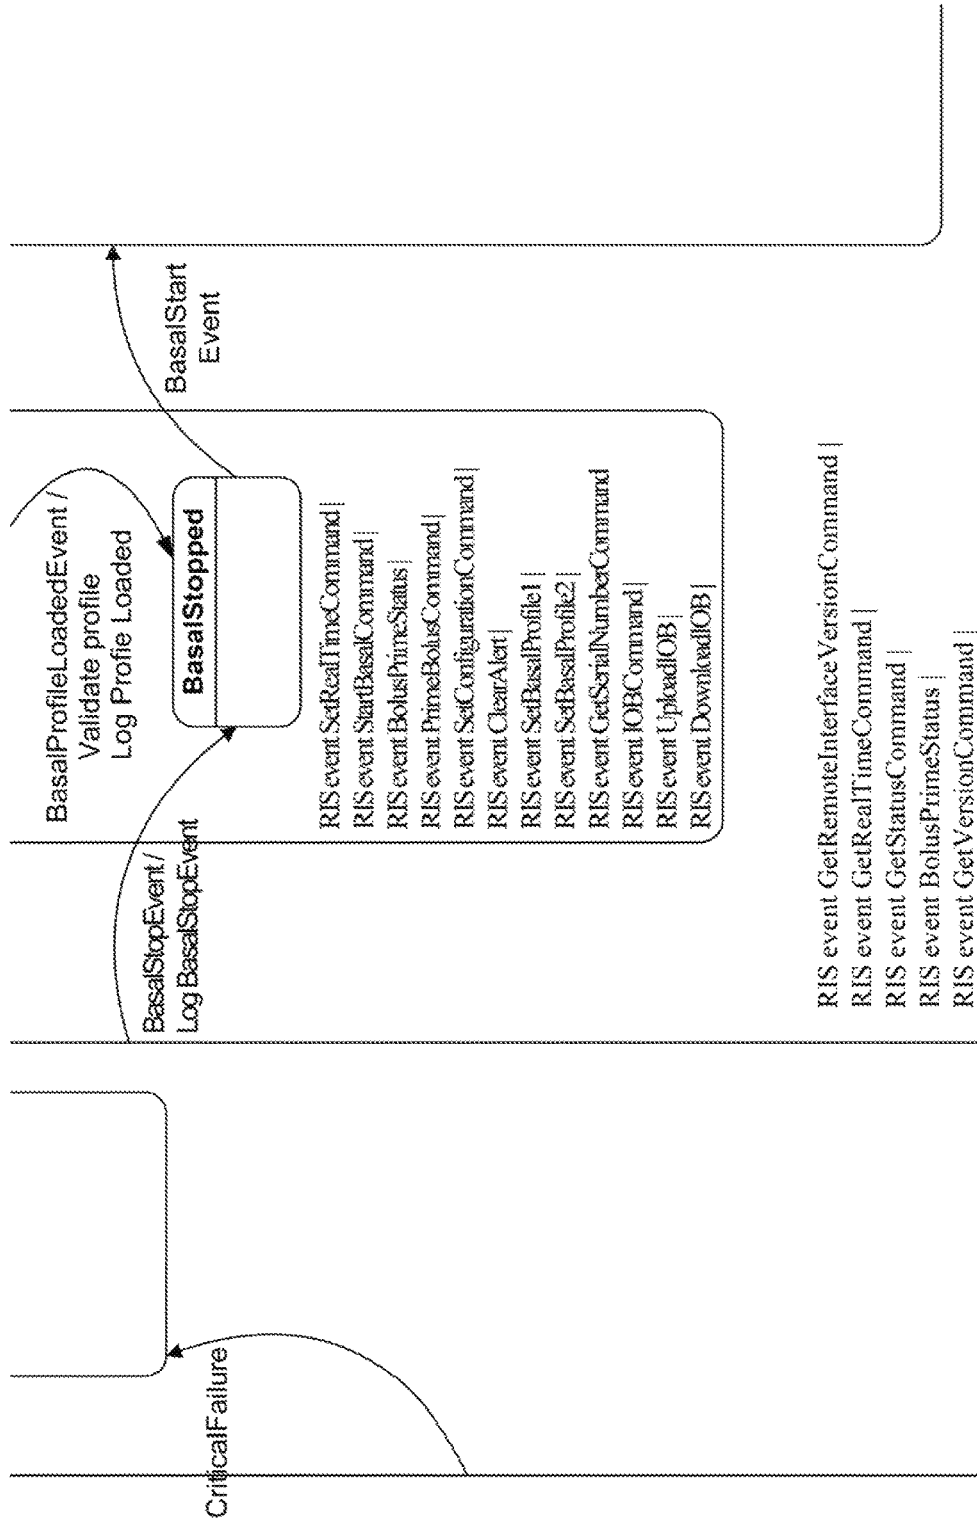 BasalProfileLoadedEvent /
Validate profile
Log Profile Loaded
BasalStopped
BasalStart
Event
BasalStopEvent /
Log BasalStopEvent
RIS event SetRealTimeCommand |
RIS event StartBasalCommand |
RIS event BolusPrimeStatus |
RIS event PrimeBolusCommand |
RIS event SetConfigurationCommand |
RIS event ClearAlert |
RIS event SetBasalProfile1 |
RIS event SetBasalProfile2 |
RIS event GetSerialNumberCommand
RIS event IOBCommand |
RIS event UploadIOB |
RIS event DownloadIOB |
RIS event GetRemoteInterfaceVersionCommand |
RIS event GetRealTimeCommand |
RIS event GetStatusCommand |
RIS event BolusPrimeStatus |
RIS event GetVersionCommand |
CriticalFailure